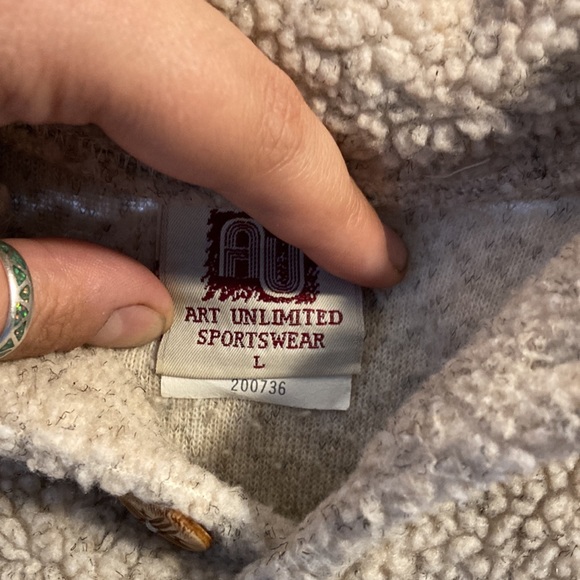 AU
ART UNLIMITED
SPORTSWEAR
L
200736